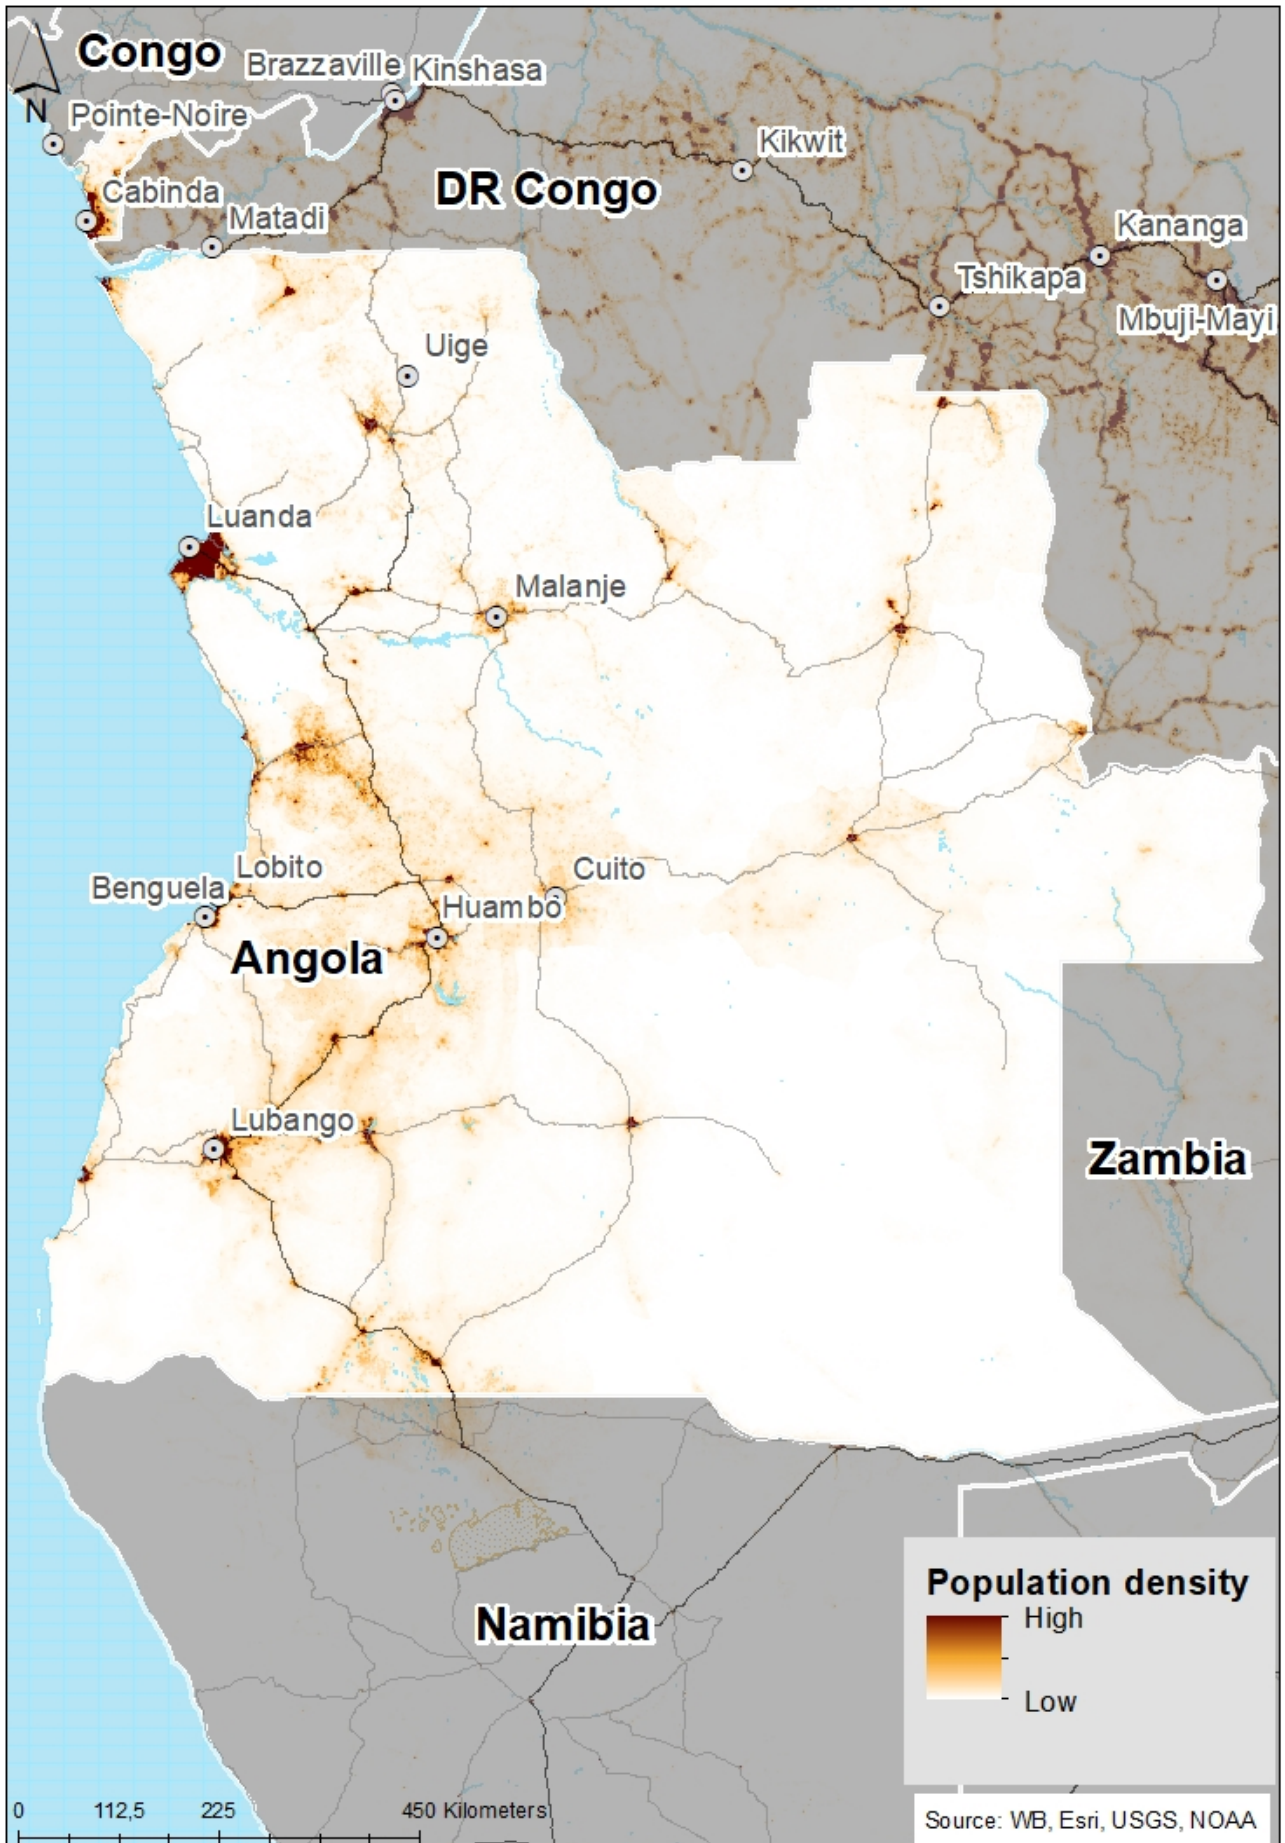 Congo
Brazzaville
Kinshasa
N
Pointe-Noire
Kikwit
Cabinda
DR Congo
Matadi
Kananga
Tshikapa
Mbuji-Mayi
Uige
Luanda
Malanje
Lobito
Cuito
Benguela
Huambo
Angola
Lubango
Zambia
Namibia
Population density
High
Low
0 112,5 225 450 Kilometers
Source: WB, Esri, USGS, NOAA